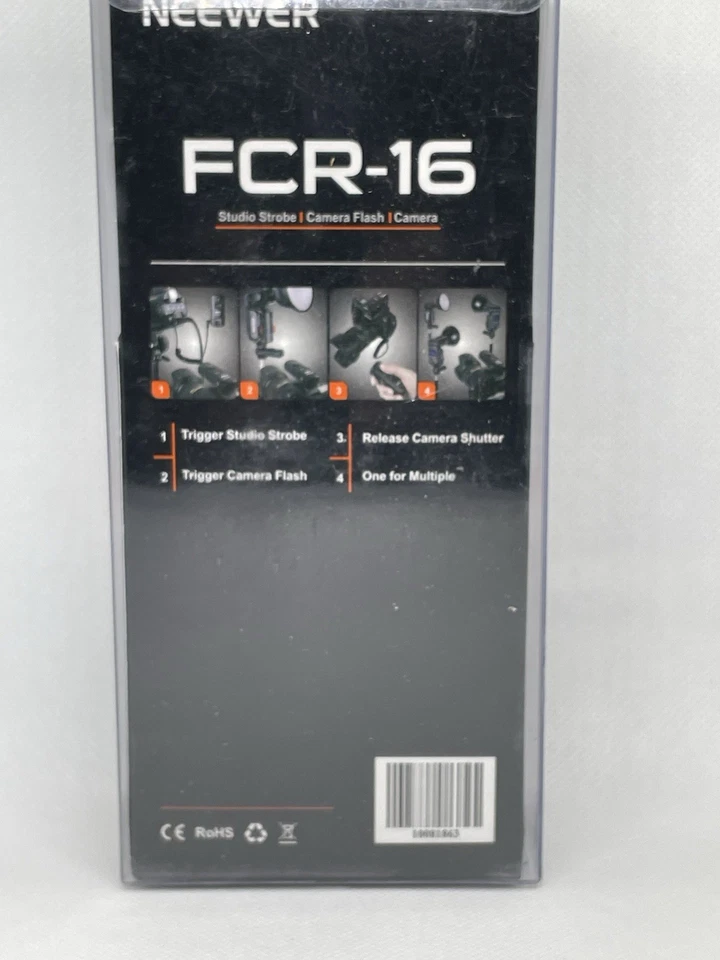 NEEWER
FCR-16
Studio Strobe | Camera Flash | Camera
1 2 3 4
1 Trigger Studio Strobe
2 Trigger Camera Flash
3. Release Camera Shutter
4 One for Multiple
CE RoHS